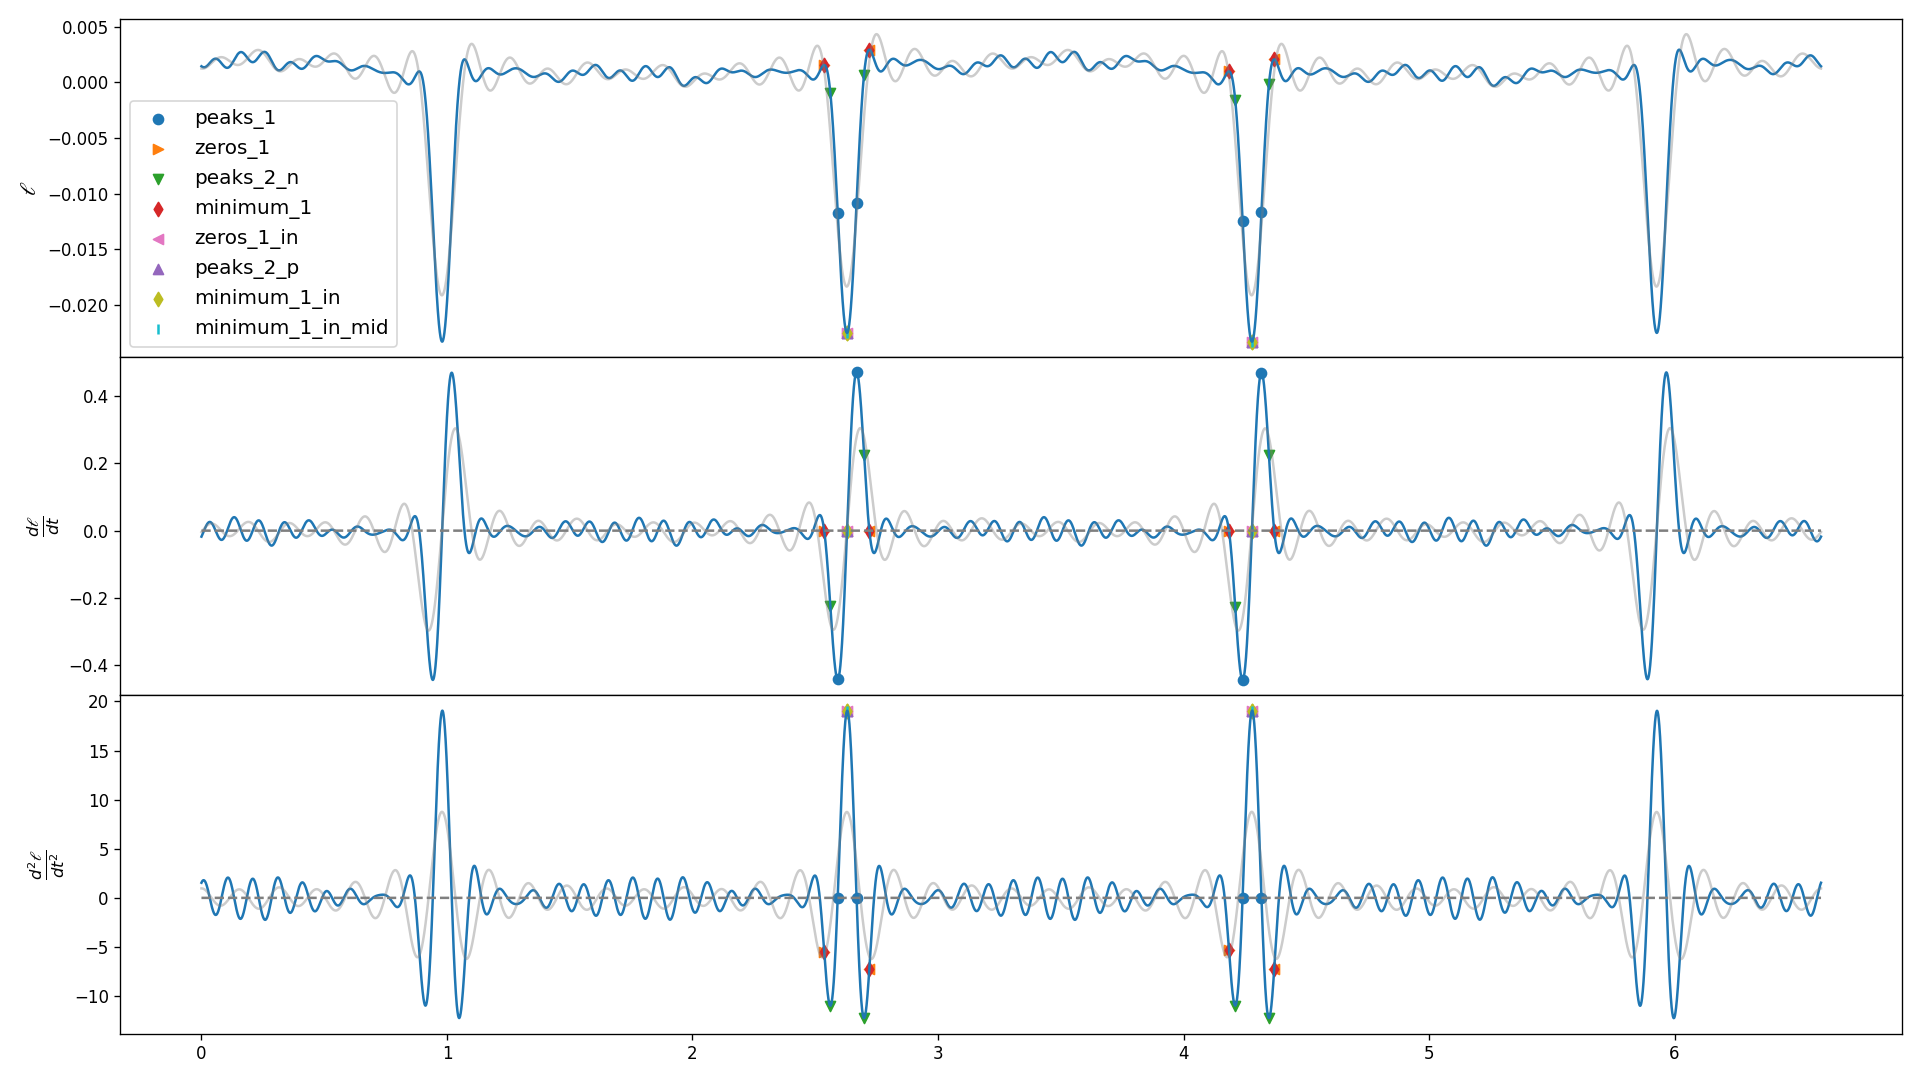 0.005
0.000
−0.005
−0.010
−0.015
−0.020
ℓ
peaks_1
zeros_1
peaks_2_n
minimum_1
zeros_1_in
peaks_2_p
minimum_1_in
minimum_1_in_mid
0.4
0.2
0.0
−0.2
−0.4
dℓ
dt
20
15
10
5
0
−5
−10
d²ℓ
dt²
0 1 2 3 4 5 6